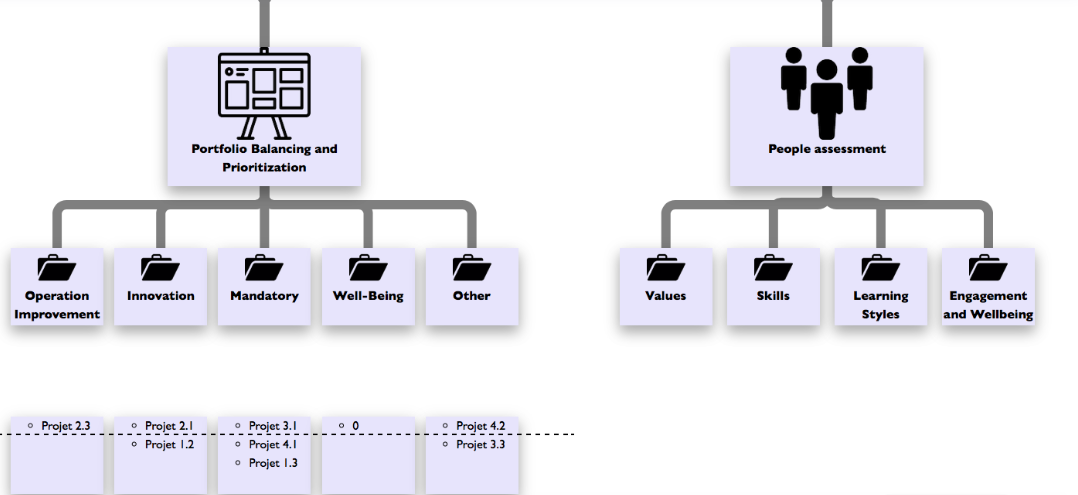 Portfolio Balancing and
Prioritization
People assessment
Operation
Improvement
Innovation
Mandatory
Well-Being
Other
Values
Skills
Learning
Styles
Engagement
and Wellbeing
Projet 2.3
Projet 2.1
Projet 1.2
Projet 3.1
Projet 4.1
Projet 1.3
0
Projet 4.2
Projet 3.3